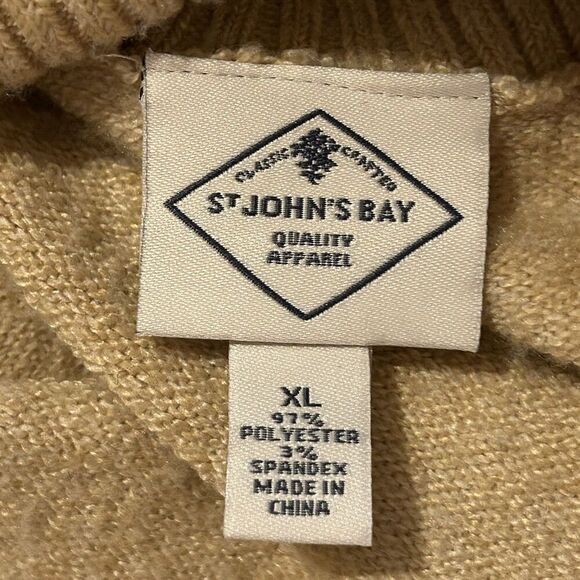 CLASSIC CRAFTED
ST JOHN'S BAY
QUALITY
APPAREL
XL
97%
POLYESTER
3%
SPANDEX
MADE IN
CHINA